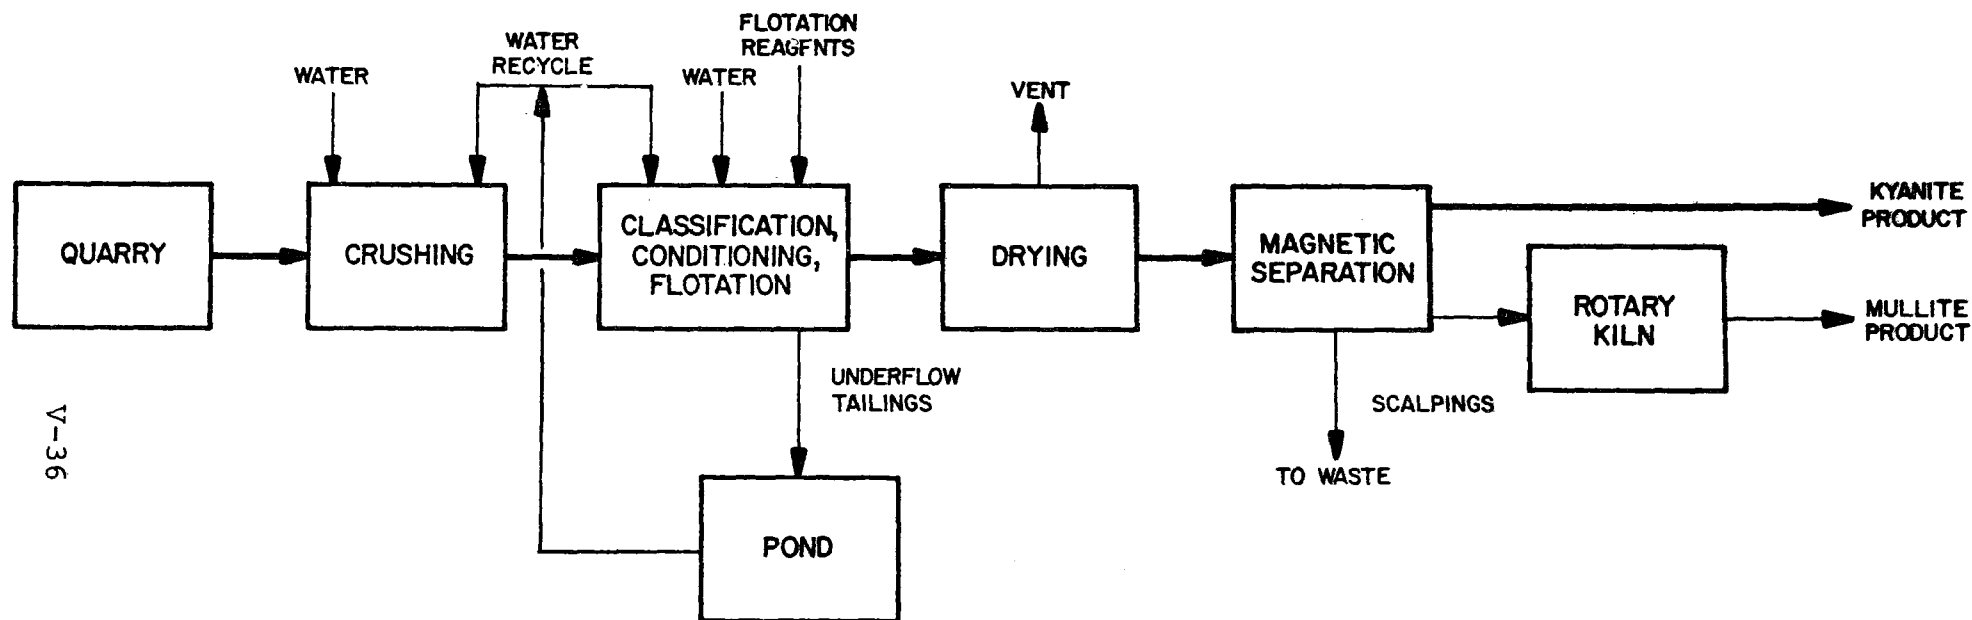 FLOTATION
REAGENTS
WATER
RECYCLE
WATER
WATER
VENT
QUARRY
CRUSHING
CLASSIFICATION,
CONDITIONING,
FLOTATION
DRYING
MAGNETIC
SEPARATION
KYANITE
PRODUCT
ROTARY
KILN
MULLITE
PRODUCT
UNDERFLOW
TAILINGS
SCALPINGS
TO WASTE
POND
V-36